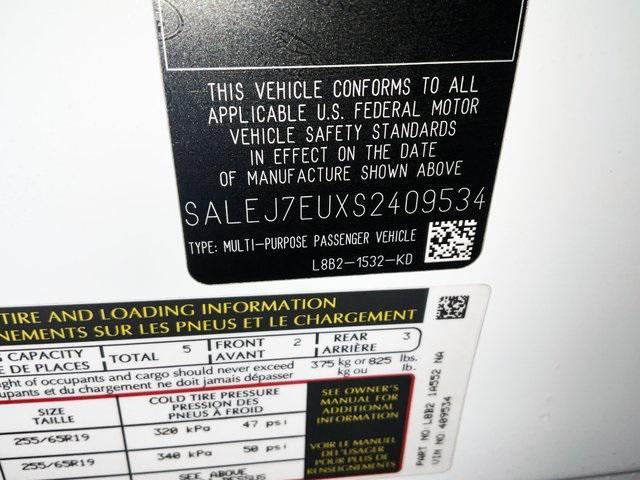 THIS VEHICLE CONFORMS TO ALL
APPLICABLE U.S. FEDERAL MOTOR
VEHICLE SAFETY STANDARDS
IN EFFECT ON THE DATE
OF MANUFACTURE SHOWN ABOVE
SALEJ7EUXS2409534
TYPE: MULTI-PURPOSE PASSENGER VEHICLE
L8B2-1532-KD
TIRE AND LOADING INFORMATION
NEMENTS SUR LES PNEUS ET LE CHARGEMENT
G CAPACITY
E DE PLACES
TOTAL 5
FRONT 2
AVANT
REAR 3
ARRIÈRE
ght of occupants and cargo should never exceed 375 kg or 825 lbs.
upants et du chargement ne doit jamais dépasser kg ou lb.
SIZE
TAILLE
COLD TIRE PRESSURE
PRESSION DES
PNEUS À FROID
255/65R19 320 kPa 47 psi
255/65R19 340 kPa 50 psi
SEE ABOVE
DESSUS
SEE OWNER'S
MANUAL FOR
ADDITIONAL
INFORMATION
VOIR LE MANUEL
DE L'USAGER
POUR PLUS DE
RENSEIGNEMENTS
PART NO L8B2 1A552 NA
VIN NO 409534